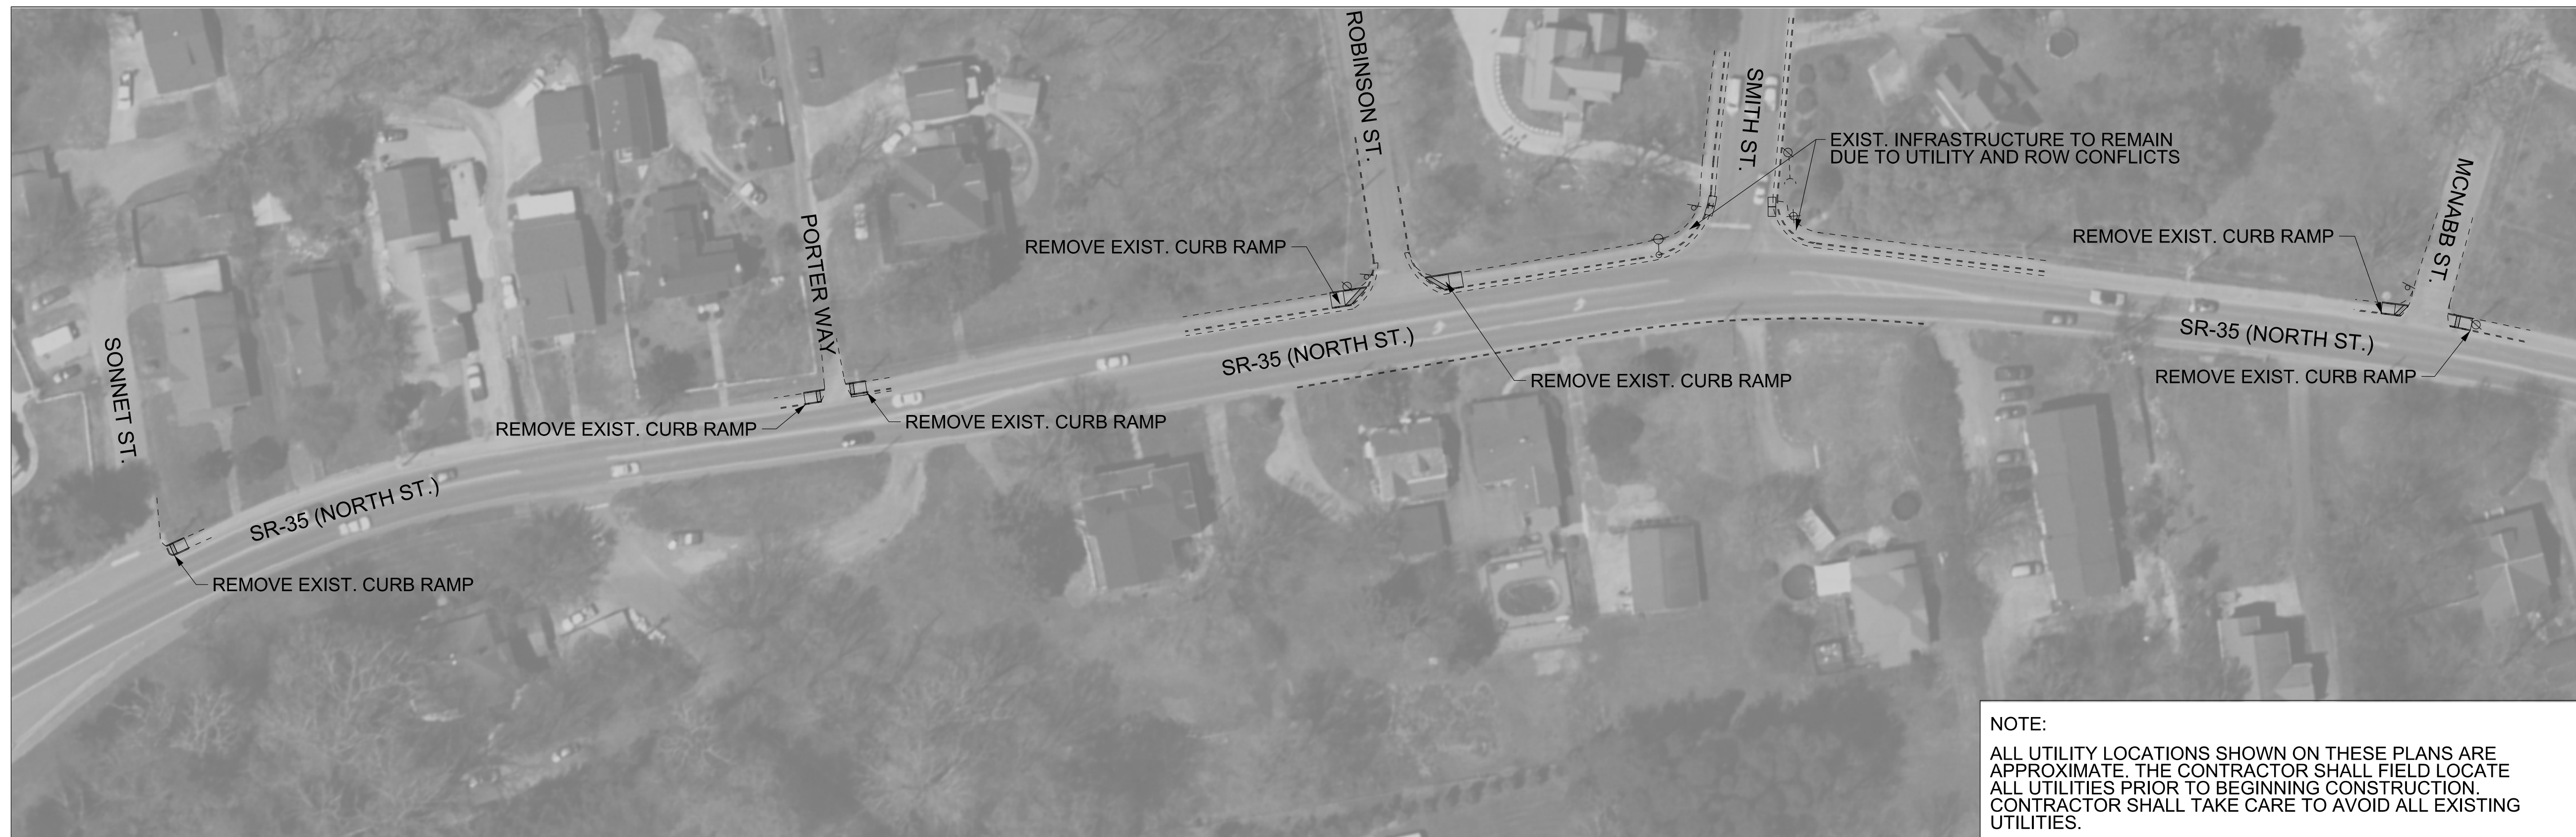 ROBINSON ST.
SMITH ST.
EXIST. INFRASTRUCTURE TO REMAIN
DUE TO UTILITY AND ROW CONFLICTS
MCNABB ST.
PORTER WAY
REMOVE EXIST. CURB RAMP
REMOVE EXIST. CURB RAMP
SONNET ST.
SR-35 (NORTH ST.)
SR-35 (NORTH ST.)
REMOVE EXIST. CURB RAMP
REMOVE EXIST. CURB RAMP
REMOVE EXIST. CURB RAMP
REMOVE EXIST. CURB RAMP
SR-35 (NORTH ST.)
REMOVE EXIST. CURB RAMP
NOTE:
ALL UTILITY LOCATIONS SHOWN ON THESE PLANS ARE
APPROXIMATE. THE CONTRACTOR SHALL FIELD LOCATE
ALL UTILITIES PRIOR TO BEGINNING CONSTRUCTION.
CONTRACTOR SHALL TAKE CARE TO AVOID ALL EXISTING
UTILITIES.